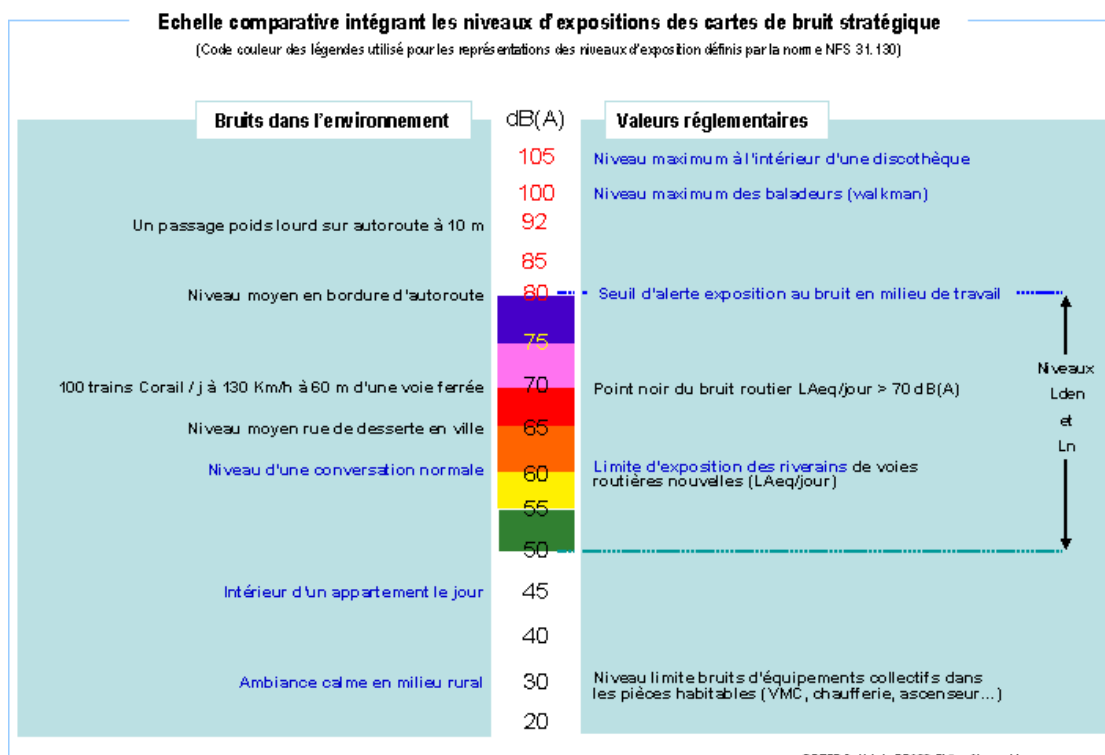 Echelle comparative intégrant les niveaux d'expositions des cartes de bruit stratégique
(Code couleur des légendes utilisé pour les représentations des niveaux d'exposition définis par la norme NFS 31.130)
Bruits dans l'environnement
dB(A)
Valeurs réglementaires
105
Niveau maximum à l'intérieur d'une discothèque
100
Niveau maximum des baladeurs (walkman)
Un passage poids lourd sur autoroute à 10 m
92
85
Niveau moyen en bordure d'autoroute
80
Seuil d'alerte exposition au bruit en milieu de travail
75
Niveaux
Lden
et
Ln
100 trains Corail / j à 130 Km/h à 60 m d'une voie ferrée
70
Point noir du bruit routier LAeq/jour > 70 dB(A)
Niveau moyen rue de desserte en ville
65
Niveau d'une conversation normale
60
Limite d'exposition des riverains de voies
routières nouvelles (LAeq/jour)
55
50
Intérieur d'un appartement le jour
45
40
Ambiance calme en milieu rural
30
Niveau limite bruits d'équipements collectifs dans
les pièces habitables (VMC, chaufferie, ascenseur...)
20